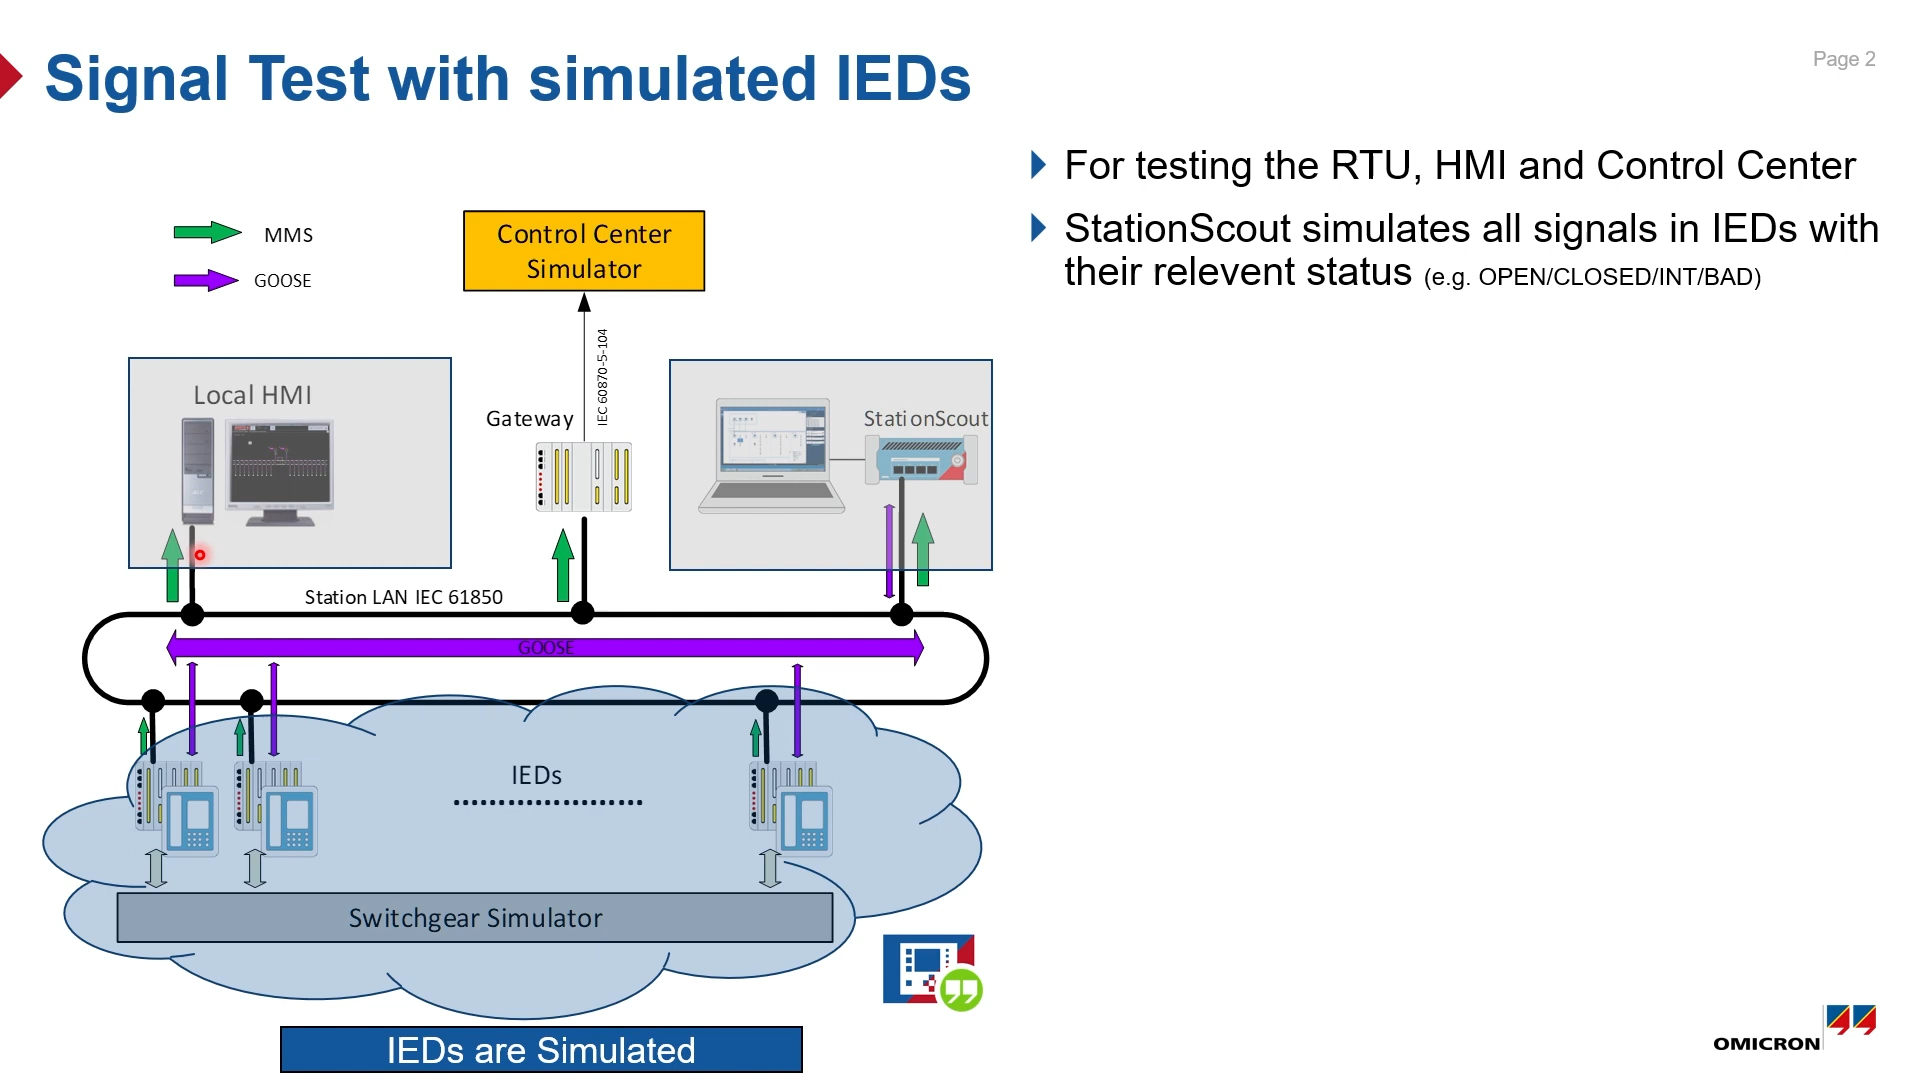 Signal Test with simulated IEDs
Page 2
For testing the RTU, HMI and Control Center
StationScout simulates all signals in IEDs with
their relevent status (e.g. OPEN/CLOSED/INT/BAD)
MMS
GOOSE
Control Center
Simulator
IEC 60870-5-104
Local HMI
Gateway
StationScout
Station LAN IEC 61850
GOOSE
IEDs
Switchgear Simulator
IEDs are Simulated
OMICRON